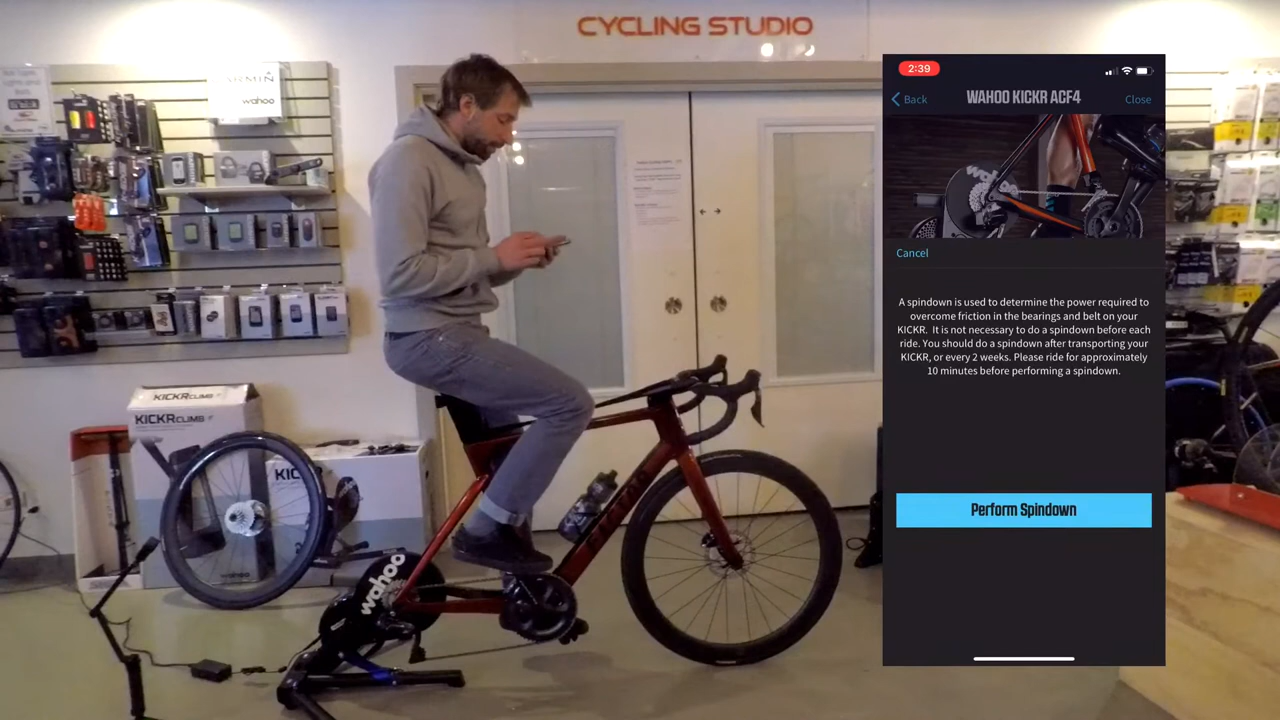 CYCLING STUDIO
GARMIN
wahoo
KICKR CLIMB
KICKR CLIMB
KIC
wahoo
wahoo
2:39
Back
WAHOO KICKR ACF4
Close
Cancel
A spindown is used to determine the power required to
overcome friction in the bearings and belt on your
KICKR. It is not necessary to do a spindown before each
ride. You should do a spindown after transporting your
KICKR, or every 2 weeks. Please ride for approximately
10 minutes before performing a spindown.
Perform Spindown